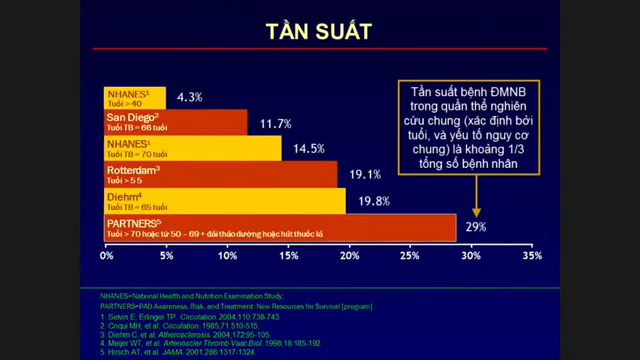 TẦN SUẤT
NHANES¹
Tuổi > 40
4.3%
San Diego²
Tuổi TB = 66 tuổi
11.7%
NHANES¹
Tuổi TB = 70 tuổi
14.5%
Rotterdam³
Tuổi > 55
19.1%
Diehm⁴
Tuổi TB = 65 tuổi
19.8%
PARTNERS⁵
Tuổi > 70 hoặc từ 50 – 69 + đái tháo đường hoặc hút thuốc lá
29%
Tần suất bệnh ĐMNB
trong quần thể nghiên
cứu chung (xác định bởi
tuổi, và yếu tố nguy cơ
chung) là khoảng 1/3
tổng số bệnh nhân
0% 5% 10% 15% 20% 25% 30% 35%
NHANES=National Health and Nutrition Examination Study;
PARTNERS=PAD Awareness, Risk, and Treatment: New Resources for Survival [program].
1. Selvin E, Erlinger TP. Circulation. 2004;110:738-743.
2. Criqui MH, et al. Circulation. 1985;71:510-515.
3. Diehm C, et al. Atherosclerosis. 2004;172:95-105.
4. Meijer WT, et al. Arterioscler Thromb Vasc Biol. 1998;18:185-192.
5. Hirsch AT, et al. JAMA. 2001;286:1317-1324.